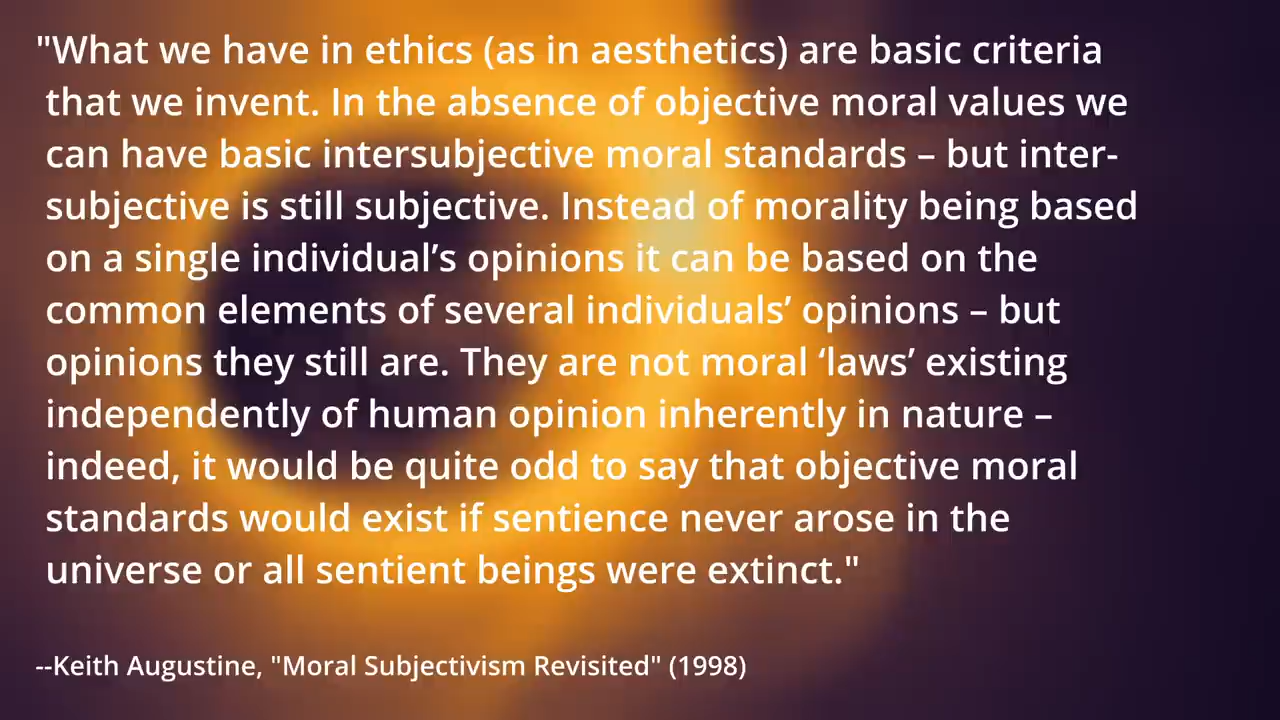 "What we have in ethics (as in aesthetics) are basic criteria
that we invent. In the absence of objective moral values we
can have basic intersubjective moral standards – but inter-
subjective is still subjective. Instead of morality being based
on a single individual’s opinions it can be based on the
common elements of several individuals’ opinions – but
opinions they still are. They are not moral ‘laws’ existing
independently of human opinion inherently in nature –
indeed, it would be quite odd to say that objective moral
standards would exist if sentience never arose in the
universe or all sentient beings were extinct."
--Keith Augustine, "Moral Subjectivism Revisited" (1998)